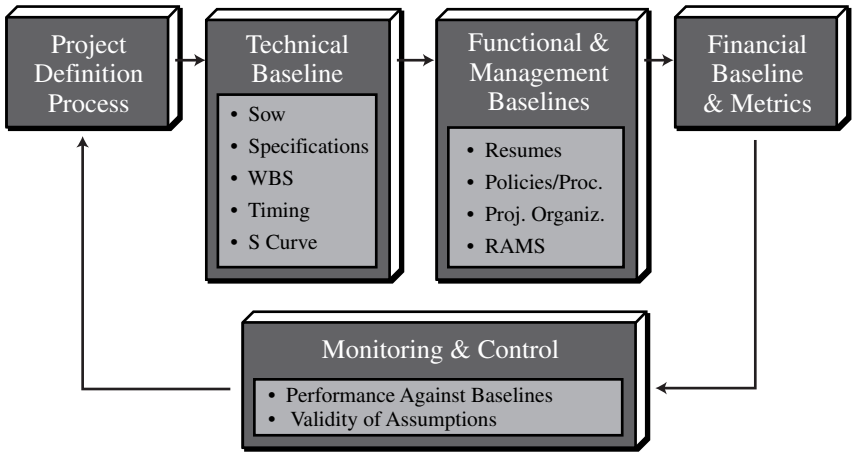 Project
Definition
Process
Technical
Baseline
• Sow
• Specifications
• WBS
• Timing
• S Curve
Functional &
Management
Baselines
• Resumes
• Policies/Proc.
• Proj. Organiz.
• RAMS
Financial
Baseline
& Metrics
Monitoring & Control
• Performance Against Baselines
• Validity of Assumptions